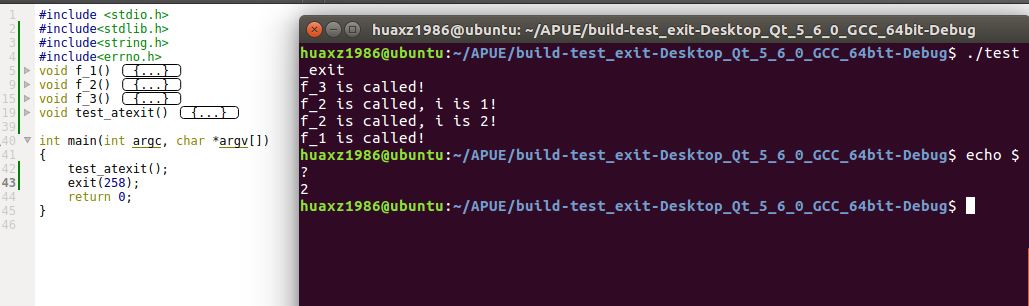 1 #include <stdio.h>
2 #include<stdlib.h>
3 #include<string.h>
4 #include<errno.h>
5 void f_1() {...}
9 void f_2() {...}
15 void f_3() {...}
19 void test_atexit() {...}
39
40 int main(int argc, char *argv[])
41 {
42 test_atexit();
43 exit(258);
44 return 0;
45 }
46
huaxz1986@ubuntu: ~/APUE/build-test_exit-Desktop_Qt_5_6_0_GCC_64bit-Debug
huaxz1986@ubuntu:~/APUE/build-test_exit-Desktop_Qt_5_6_0_GCC_64bit-Debug$ ./test
_exit
f_3 is called!
f_2 is called, i is 1!
f_2 is called, i is 2!
f_1 is called!
huaxz1986@ubuntu:~/APUE/build-test_exit-Desktop_Qt_5_6_0_GCC_64bit-Debug$ echo $
?
2
huaxz1986@ubuntu:~/APUE/build-test_exit-Desktop_Qt_5_6_0_GCC_64bit-Debug$